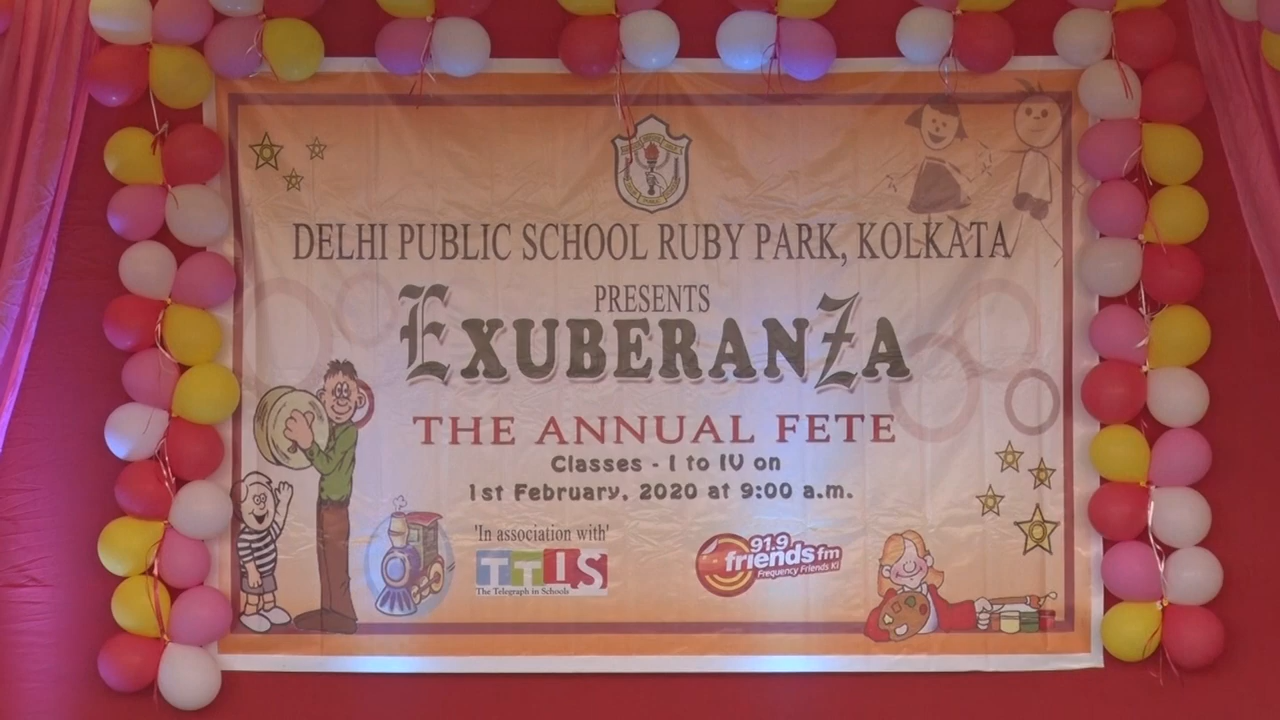 DELHI PUBLIC SCHOOL RUBY PARK, KOLKATA
PRESENTS
EXUBERANZA
THE ANNUAL FETE
Classes - I to IV on
1st February, 2020 at 9:00 a.m.
'In association with'
TTIS
The Telegraph in Schools
91.9
friends fm
Frequency Friends Ki